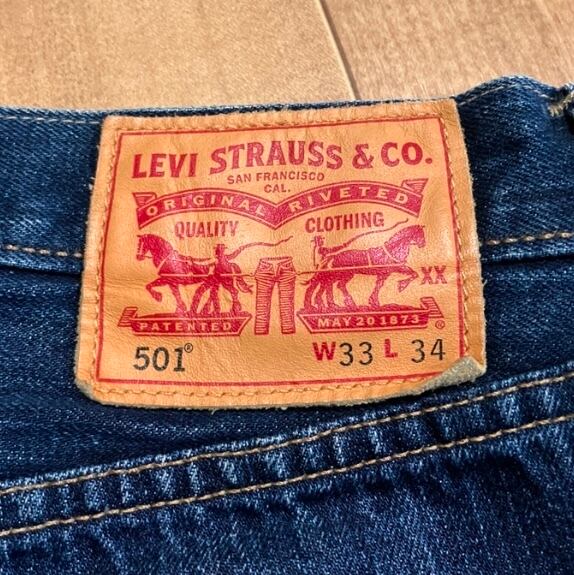 LEVI STRAUSS & CO.
SAN FRANCISCO
CAL.
ORIGINAL RIVETED
QUALITY CLOTHING
XX
PATENTED MAY 20 1873 ®
501® W33 L 34